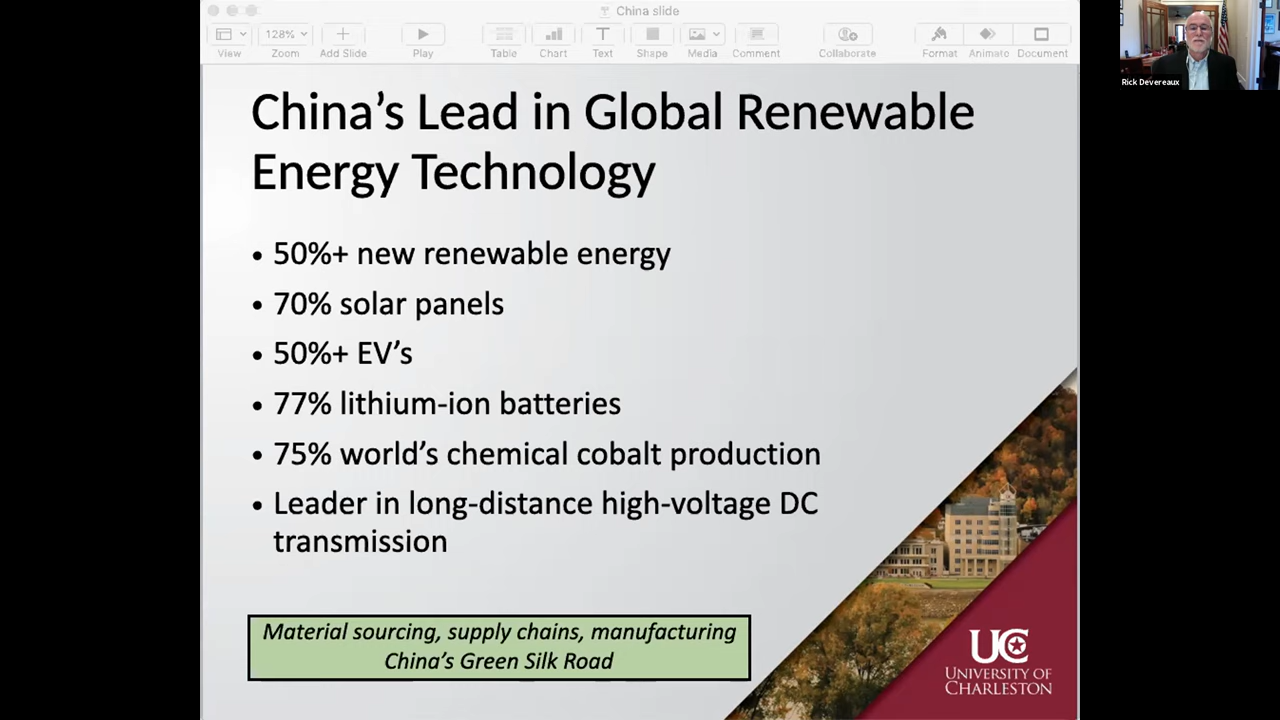 China slide
128%
View
Zoom
Add Slide
Play
Table
Chart
Text
Shape
Media
Comment
Collaborate
Format
Animate
Document
Rick Devereaux
China's Lead in Global Renewable
Energy Technology
• 50%+ new renewable energy
• 70% solar panels
• 50%+ EV's
• 77% lithium-ion batteries
• 75% world's chemical cobalt production
• Leader in long-distance high-voltage DC
transmission
Material sourcing, supply chains, manufacturing
China's Green Silk Road
UC
UNIVERSITY OF
CHARLESTON